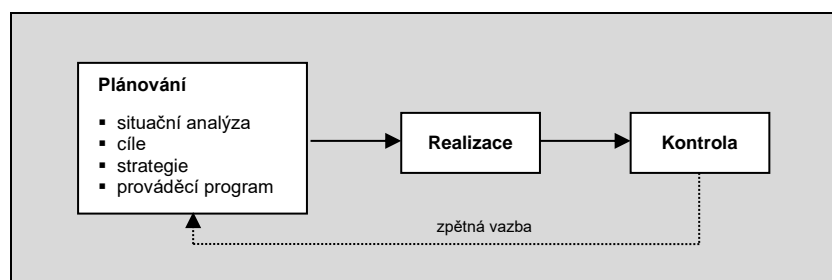 Plánování
▪ situační analýza
▪ cíle
▪ strategie
▪ prováděcí program
Realizace
Kontrola
zpětná vazba